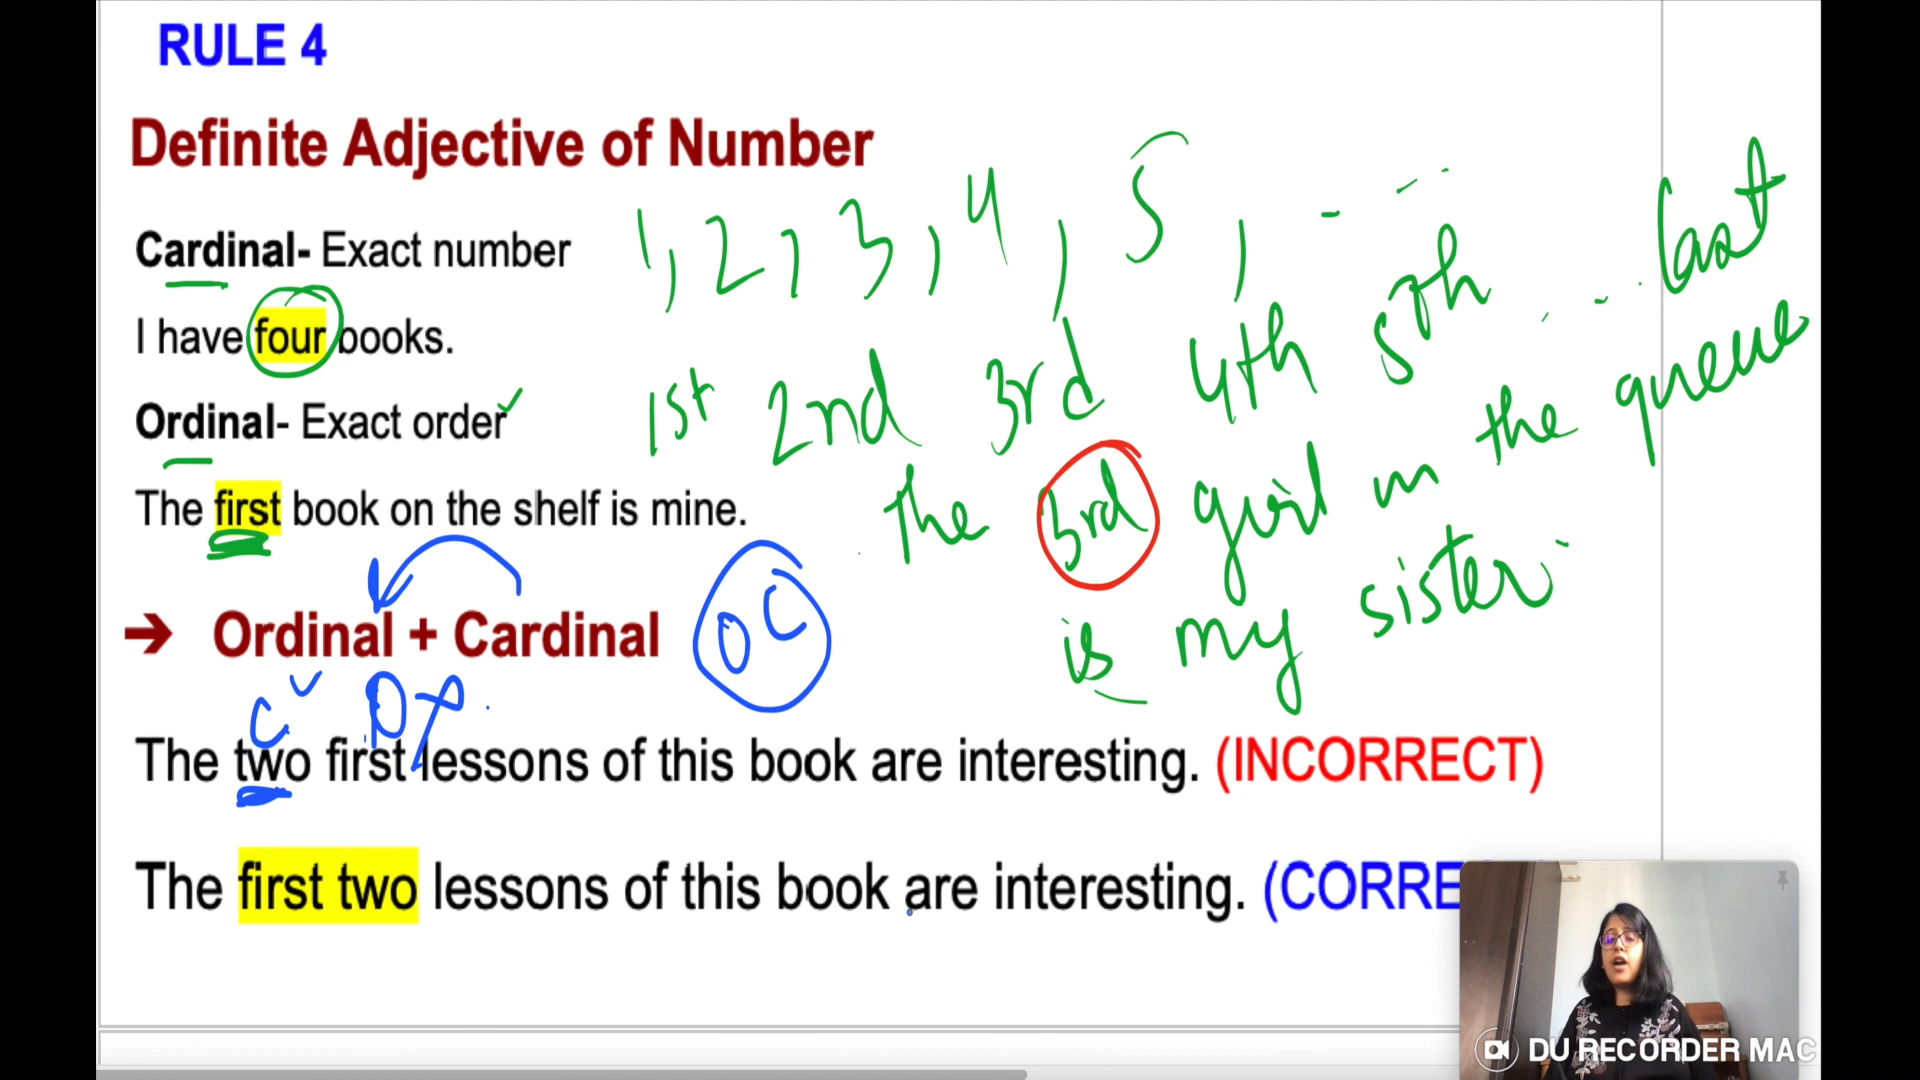 RULE 4
Definite Adjective of Number
Cardinal- Exact number
1, 2, 3, 4, 5, - - -
I have four books.
Ordinal- Exact order
1st 2nd 3rd 4th 5th ... last
The first book on the shelf is mine.
the 3rd girl in the queue
is my sister.
➔ Ordinal + Cardinal
OC
C O
The two first lessons of this book are interesting. (INCORRECT)
The first two lessons of this book are interesting. (CORRE
DU RECORDER MAC